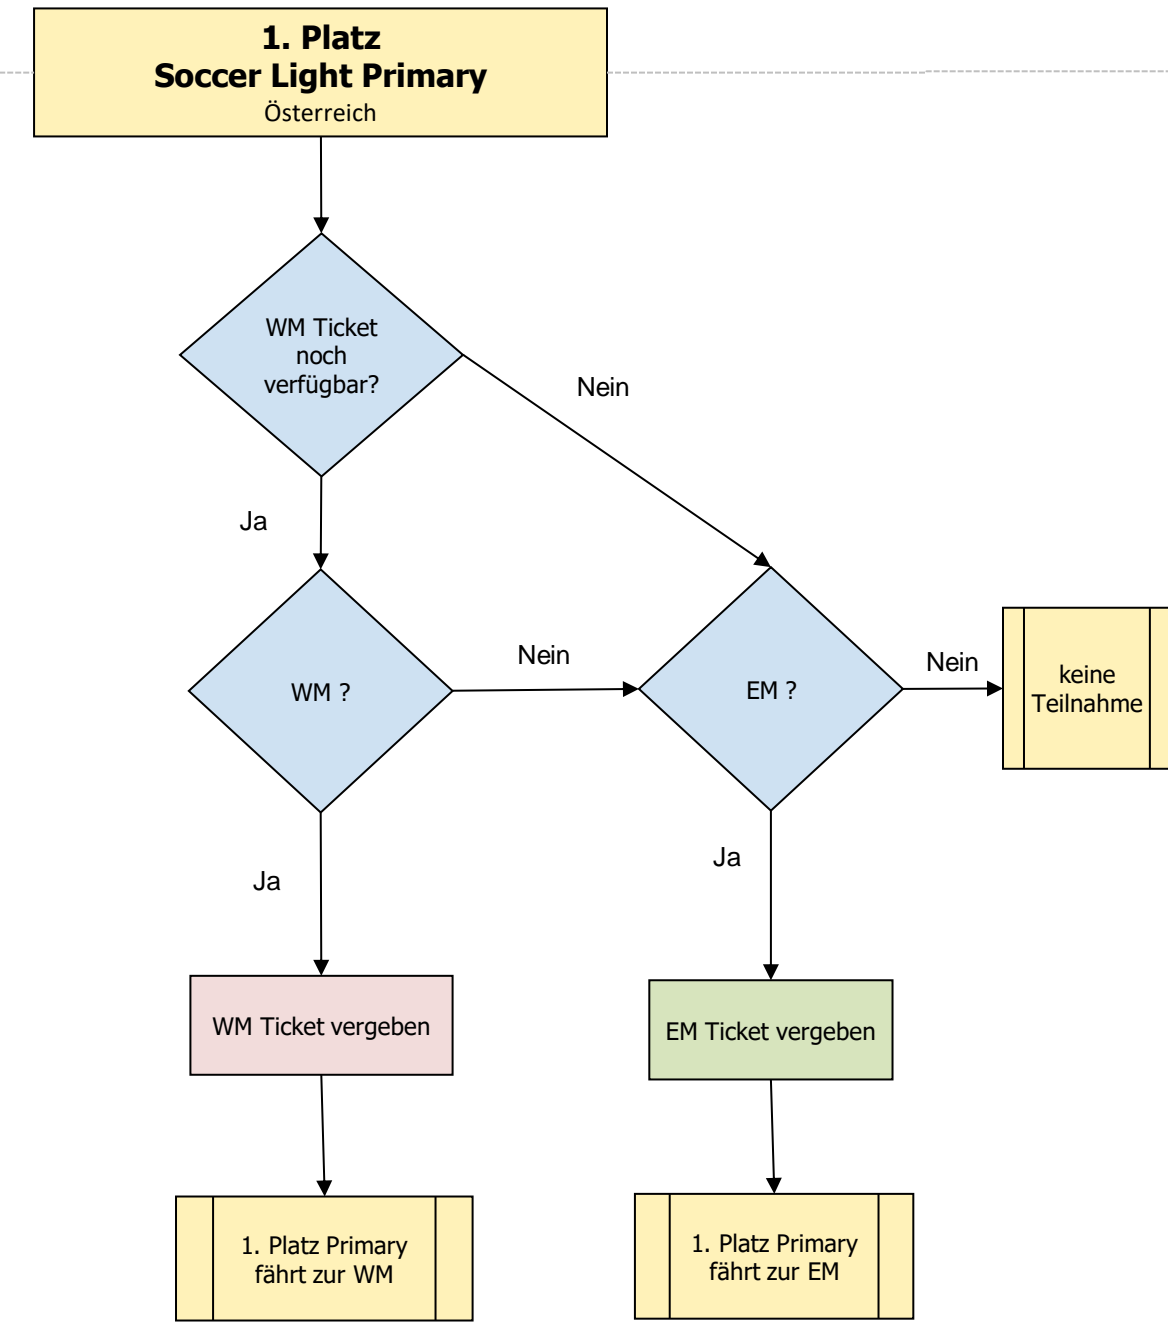 1. Platz
Soccer Light Primary
Österreich
WM Ticket
noch
verfügbar?
Nein
Ja
WM ?
Nein
EM ?
Nein
keine
Teilnahme
Ja
Ja
WM Ticket vergeben
EM Ticket vergeben
1. Platz Primary
fährt zur WM
1. Platz Primary
fährt zur EM